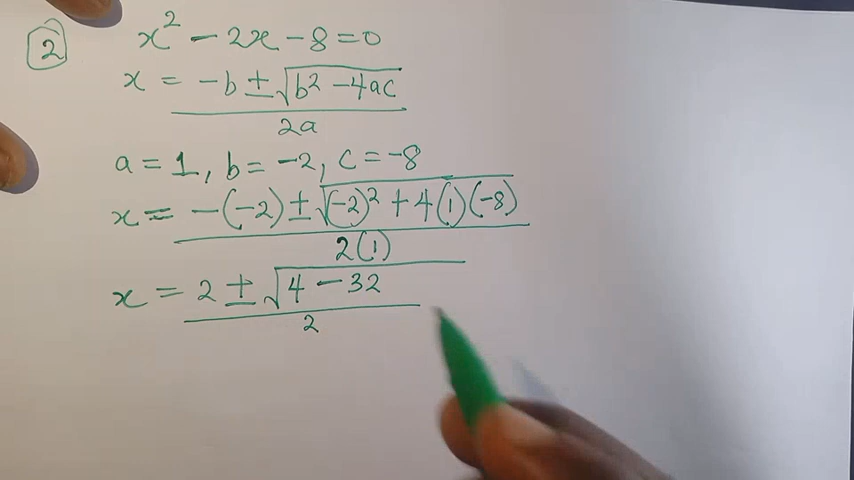 2 x² - 2x - 8 = 0
x = -b ± √b² - 4ac
2a
a = 1, b = -2, c = -8
x = -(-2) ± √(-2)² + 4(1)(-8)
2(1)
x = 2 ± √4 - 32
2